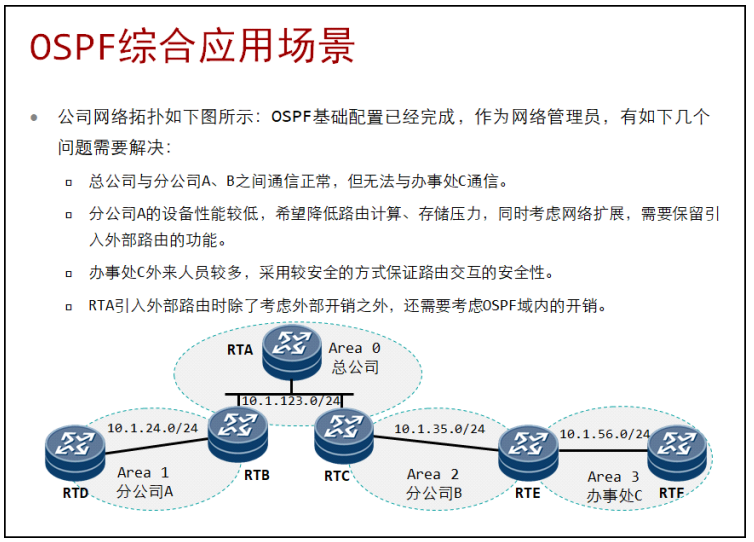 OSPF综合应用场景
• 公司网络拓扑如下图所示：OSPF基础配置已经完成，作为网络管理员，有如下几个
问题需要解决：
▫ 总公司与分公司A、B之间通信正常，但无法与办事处C通信。
▫ 分公司A的设备性能较低，希望降低路由计算、存储压力，同时考虑网络扩展，需要保留引
入外部路由的功能。
▫ 办事处C外来人员较多，采用较安全的方式保证路由交互的安全性。
▫ RTA引入外部路由时除了考虑外部开销之外，还需要考虑OSPF域内的开销。
RTA
Area 0
总公司
10.1.123.0/24
10.1.24.0/24
10.1.35.0/24
10.1.56.0/24
Area 1
分公司A
Area 2
分公司B
Area 3
办事处C
RTD
RTB
RTC
RTE
RTF